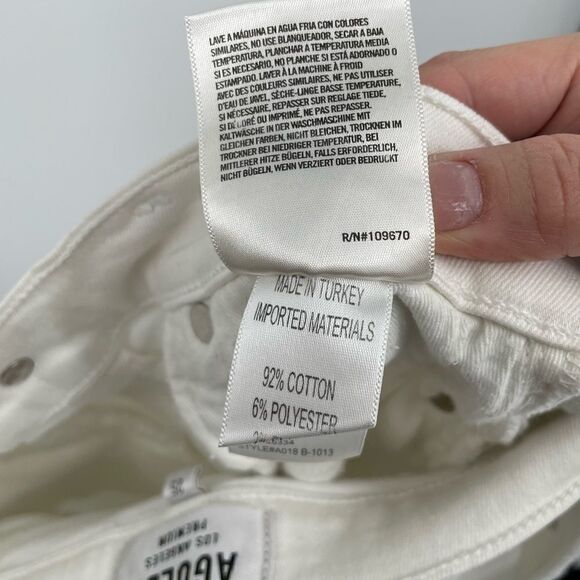 LAVE A MÁQUINA EN AGUA FRIA CON COLORES
SIMILARES, NO USE BLANQUEADOR, SECAR A BAJA
TEMPERATURA, PLANCHAR A TEMPERATURA MEDIA
SI ES NECESARIO, NO PLANCHE SI ESTÁ ADORNADO O
ESTAMPADO. LAVER À LA MACHINE À FROID
AVEC DES COULEURS SIMILAIRES, NE PAS UTILISER
D'EAU DE JAVEL, SÈCHE-LINGE BASSE TEMPERATURE,
SI NÉCESSAIRE, REPASSER SUR REGLAGE TIEDE,
SI DÉCORÉ OU IMPRIMÉ, NE PAS REPASSER.
KALTWÄSCHE IN DER WASCHMASCHINE MIT
GLEICHEN FARBEN, NICHT BLEICHEN, TROCKNEN IM
TROCKNER BEI NIEDRIGER TEMPERATUR, BEI
MITTLERER HITZE BÜGELN, FALLS ERFORDERLICH,
NICHT BÜGELN, WENN VERZIERT ODER BEDRUCKT
R/N#109670
MADE IN TURKEY
IMPORTED MATERIALS
92% COTTON
6% POLYESTER
STYLE#A018 B-1013
LOS ANGELES
PREMIUM